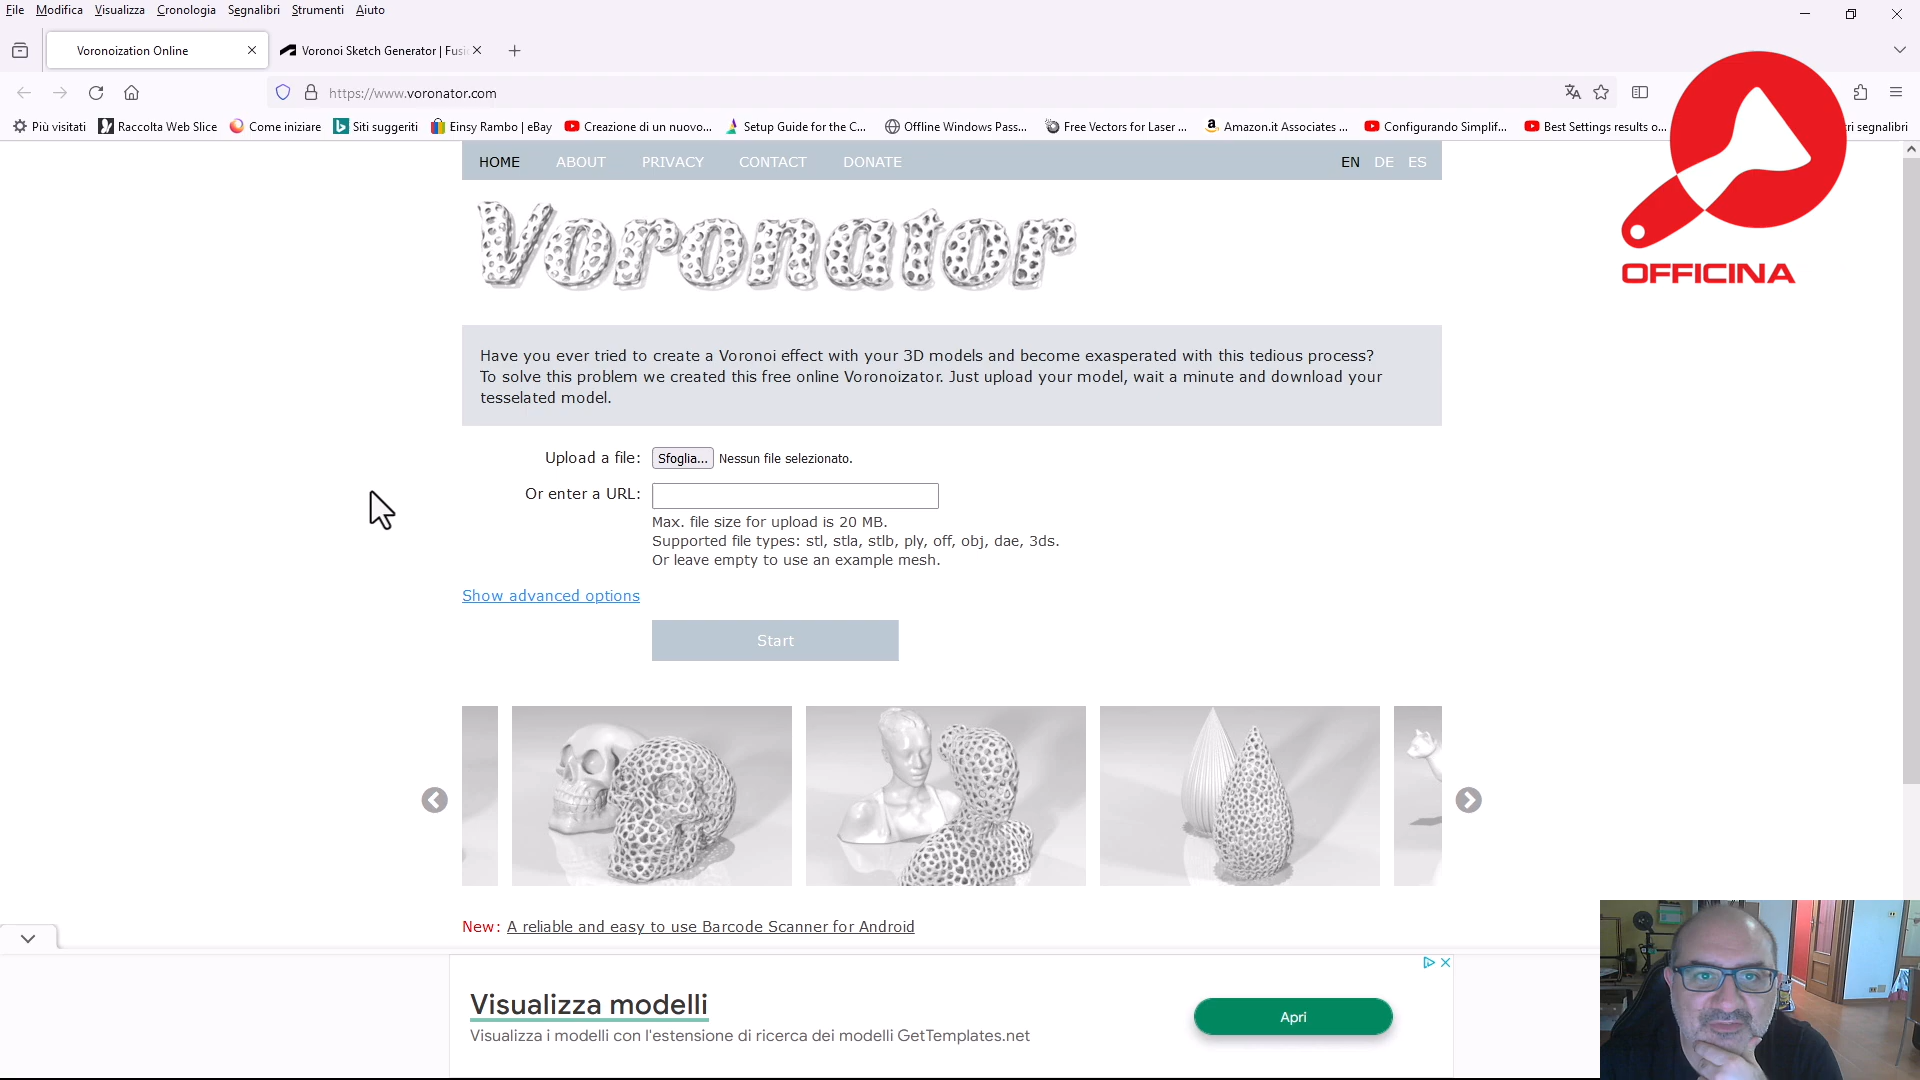 File Modifica Visualizza Cronologia Segnalibri Strumenti Aiuto
Voronoization Online
Voronoi Sketch Generator | Fusi
https://www.voronator.com
Più visitati
Raccolta Web Slice
Come iniziare
Siti suggeriti
Einsy Rambo | eBay
Creazione di un nuovo...
Setup Guide for the C...
Offline Windows Pass...
Free Vectors for Laser ...
Amazon.it Associates ...
Configurando Simplif...
Best Settings results o...
ri segnalibri
HOME ABOUT PRIVACY CONTACT DONATE EN DE ES
Voronator
OFFICINA
Have you ever tried to create a Voronoi effect with your 3D models and become exasperated with this tedious process?
To solve this problem we created this free online Voronoizator. Just upload your model, wait a minute and download your
tesselated model.
Upload a file: Sfoglia... Nessun file selezionato.
Or enter a URL:
Max. file size for upload is 20 MB.
Supported file types: stl, stla, stlb, ply, off, obj, dae, 3ds.
Or leave empty to use an example mesh.
Show advanced options
Start
New: A reliable and easy to use Barcode Scanner for Android
Visualizza modelli
Visualizza i modelli con l'estensione di ricerca dei modelli GetTemplates.net
Apri